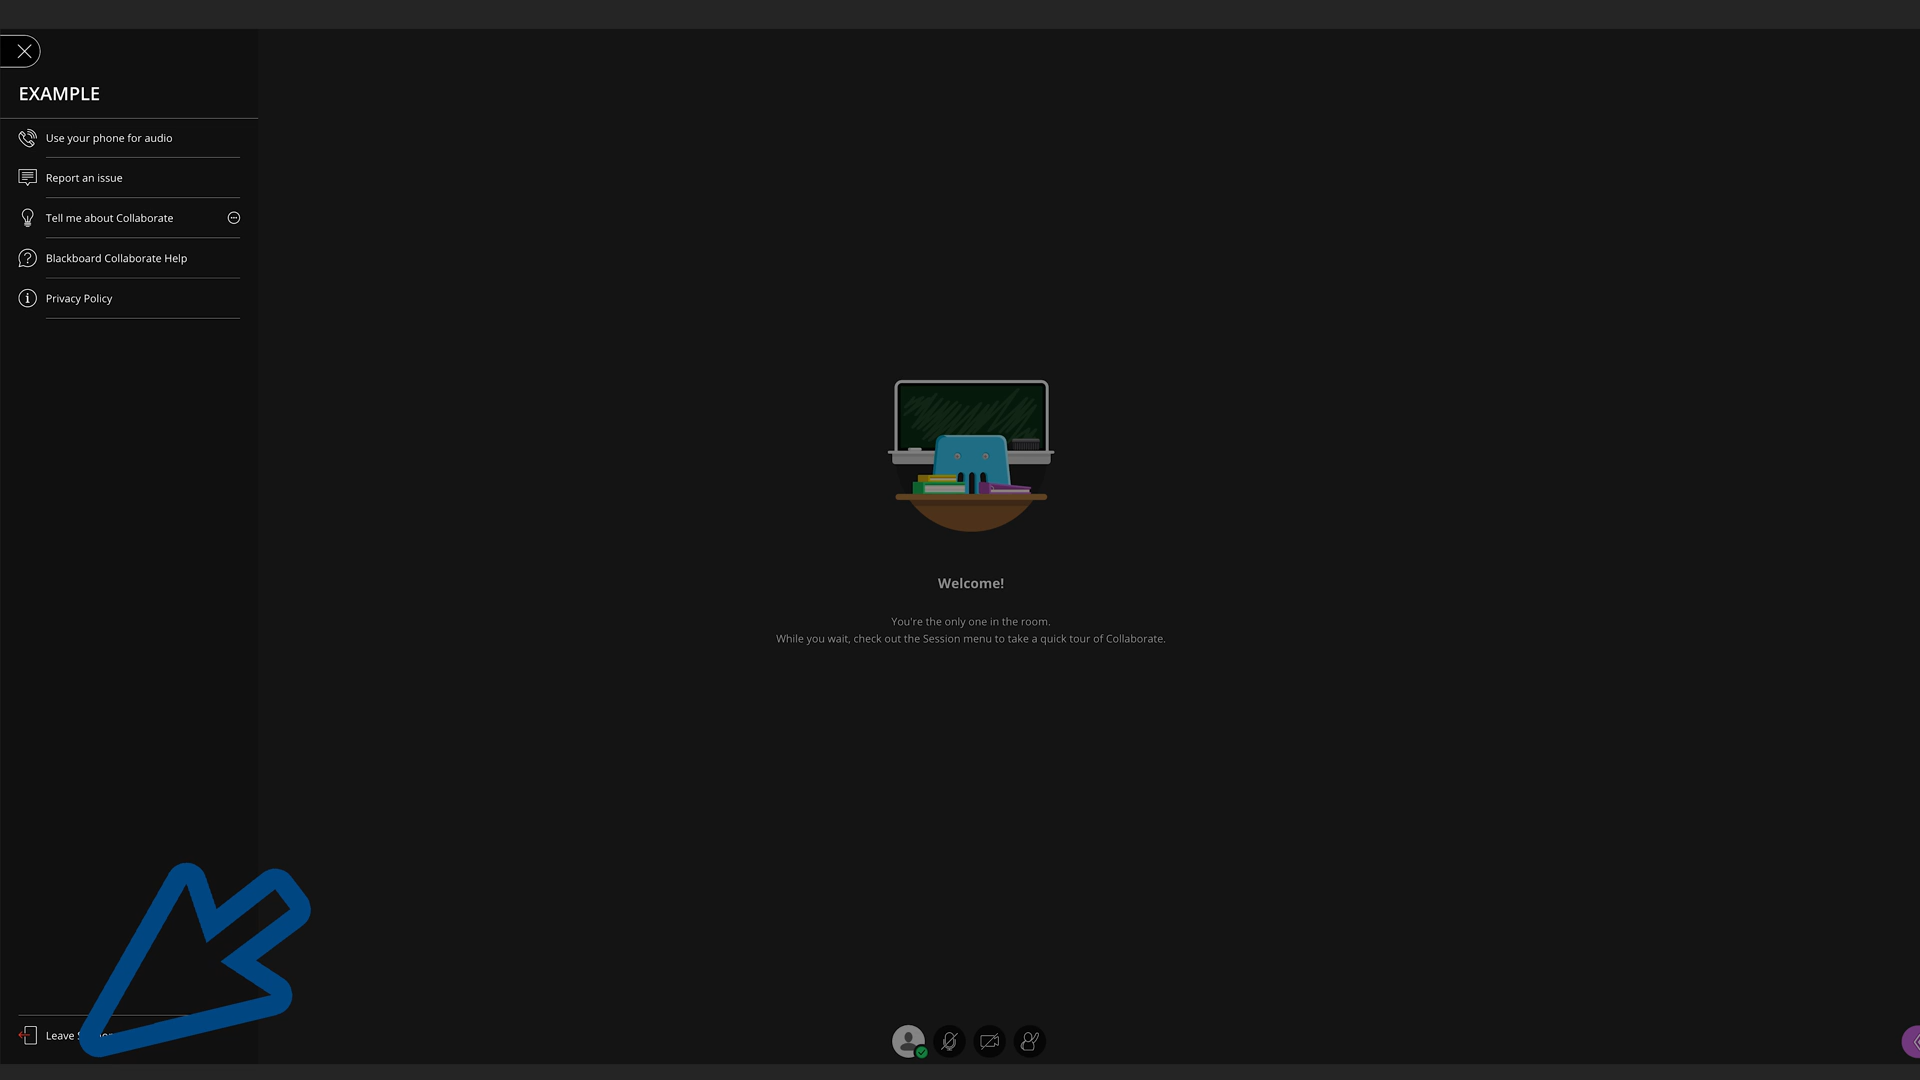 EXAMPLE
Use your phone for audio
Report an issue
Tell me about Collaborate
Blackboard Collaborate Help
Privacy Policy
Welcome!
You're the only one in the room.
While you wait, check out the Session menu to take a quick tour of Collaborate.
Leave